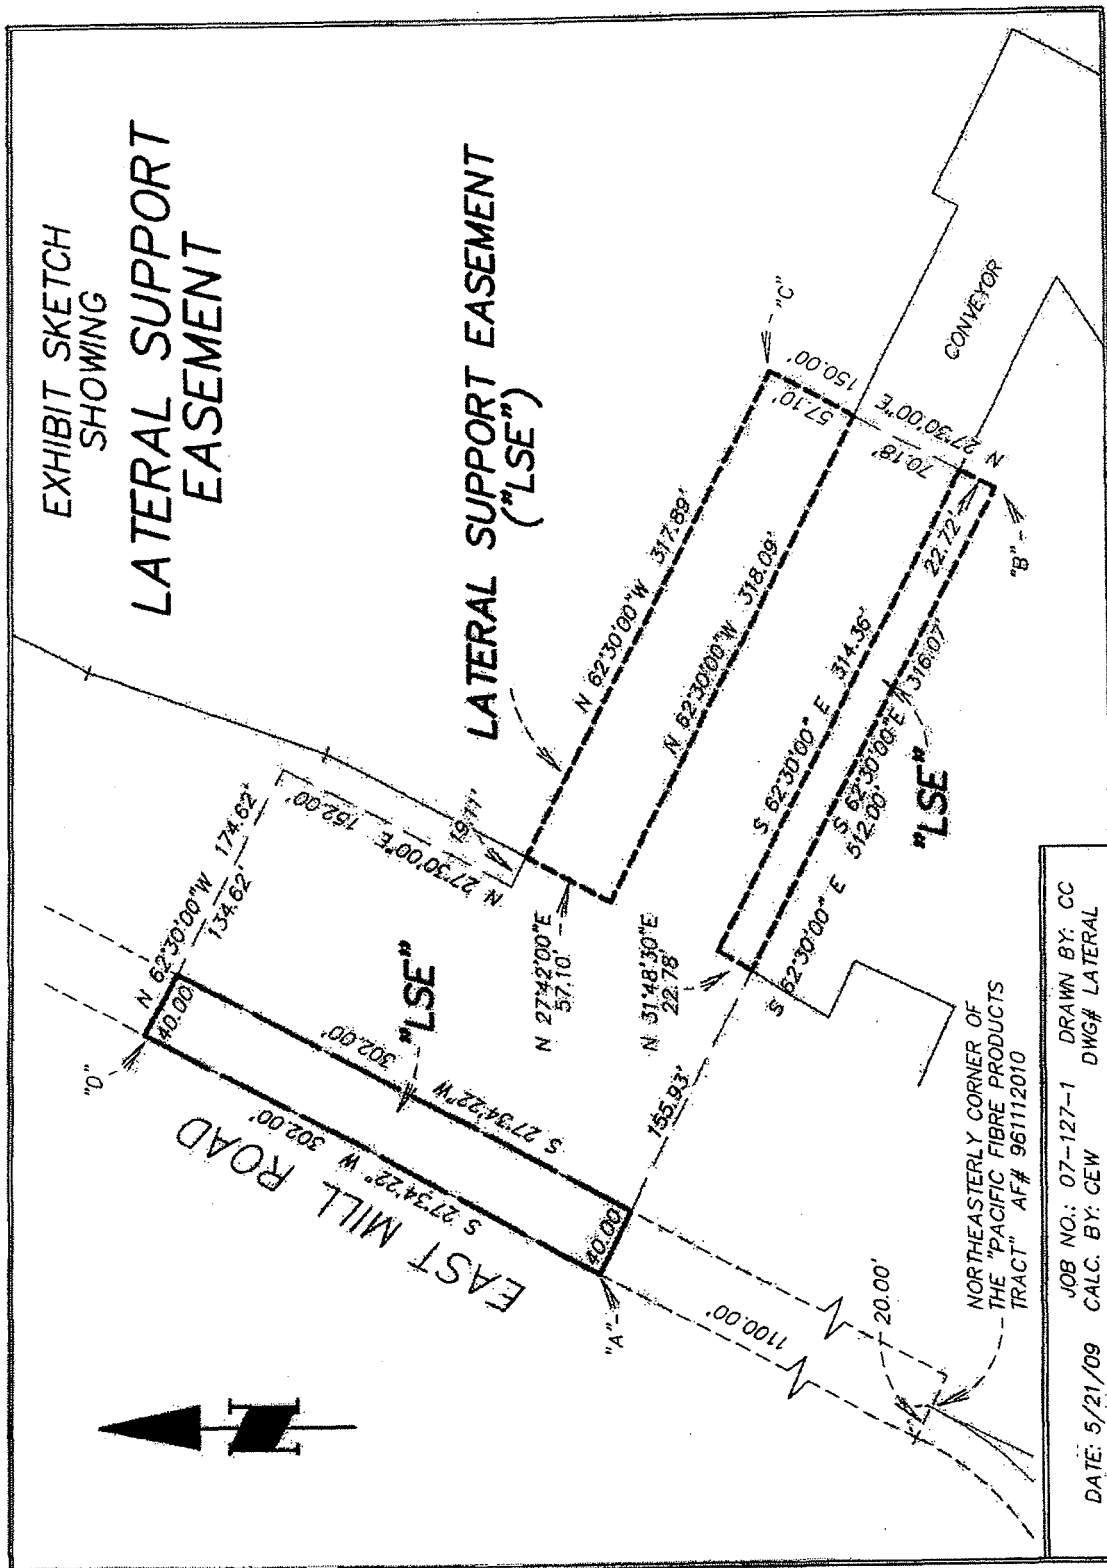 EXHIBIT SKETCH
SHOWING
LATERAL SUPPORT
EASEMENT
LATERAL SUPPORT EASEMENT
("LSE")
N 62°30'00"W 174.62'
134.62'
40.00
"D"
N 27°30'00"E 152.00'
19.11'
EAST MILL ROAD
S 27°34'22" W 302.00'
S 27°34'22" W 302.00'
"LSE"
40.00
"A"
N 62°30'00"W 317.89'
"C"
57.10'
150.00'
N 62°30'00"W 318.09'
N 27°42'00"E
57.10'
N 31°48'30"E
22.78'
70.18'
N 27°30'00"E
CONVEYOR
S 62°30'00" E 314.36'
22.72'
"B"
S 62°30'00"E 316.07'
S 62°30'00" E 512.00'
"LSE"
155.93'
1100.00'
20.00'
NORTHEASTERLY CORNER OF
THE "PACIFIC FIBRE PRODUCTS
TRACT" AF# 961112010
N
JOB NO.: 07-127-1 DRAWN BY: CC
DATE: 5/21/09 CALC. BY: CEW DWG# LATERAL